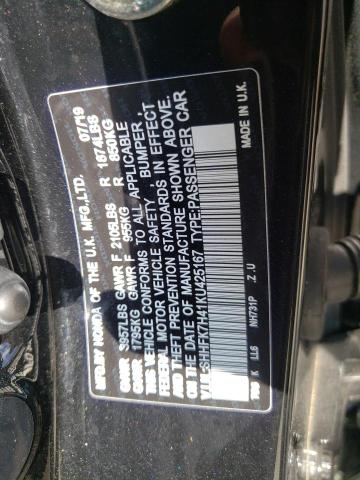 MFD.BY HONDA OF THE U.K. MFG.,LTD. 07/19
GVWR 3957LBS GAWR F 2105LBS R 1874LBS
1795KG GAWR F 955KG R 850KG
THIS VEHICLE CONFORMS TO ALL APPLICABLE
FEDERAL MOTOR VEHICLE SAFETY , BUMPER ,
AND THEFT PREVENTION STANDARDS IN EFFECT
ON THE DATE OF MANUFACTURE SHOWN ABOVE.
V.I.N.:SHHFK7H41KU425167 TYPE:PASSENGER CAR
K LL6 NH731P .Z.U MADE IN U.K.